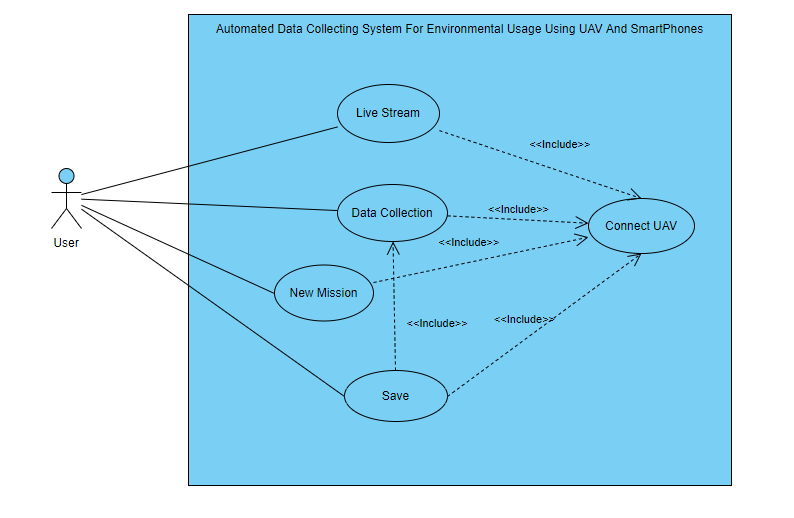 Automated Data Collecting System For Environmental Usage Using UAV And SmartPhones
Live Stream
<<Include>>
Data Collection
<<Include>>
Connect UAV
User
<<Include>>
New Mission
<<Include>>
<<Include>>
Save